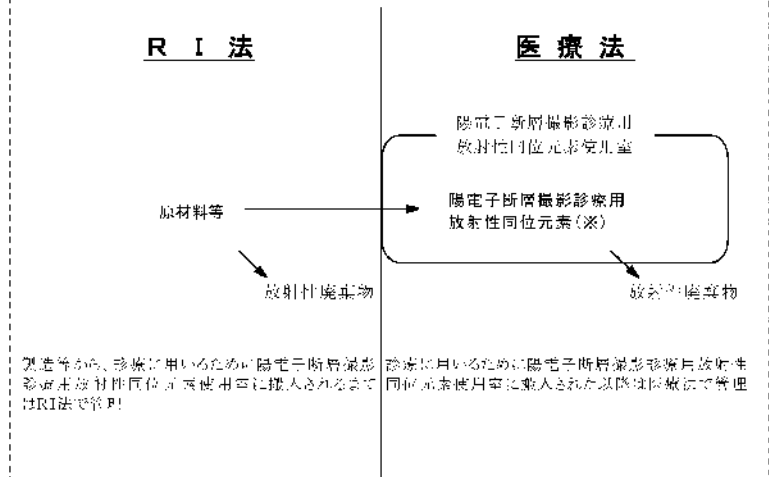 RI法
医療法
陽電子断層撮影診療用
放射性同位元素使用室
原材料等
陽電子断層撮影診療用
放射性同位元素(※)
放射性廃棄物
放射性廃棄物
製造等から、診療に用いるために陽電子断層撮影
診療用放射性同位元素使用室に搬入されるまで
はRI法で管理
診療に用いるために陽電子断層撮影診療用放射性
同位元素使用室に搬入された以降は医療法で管理